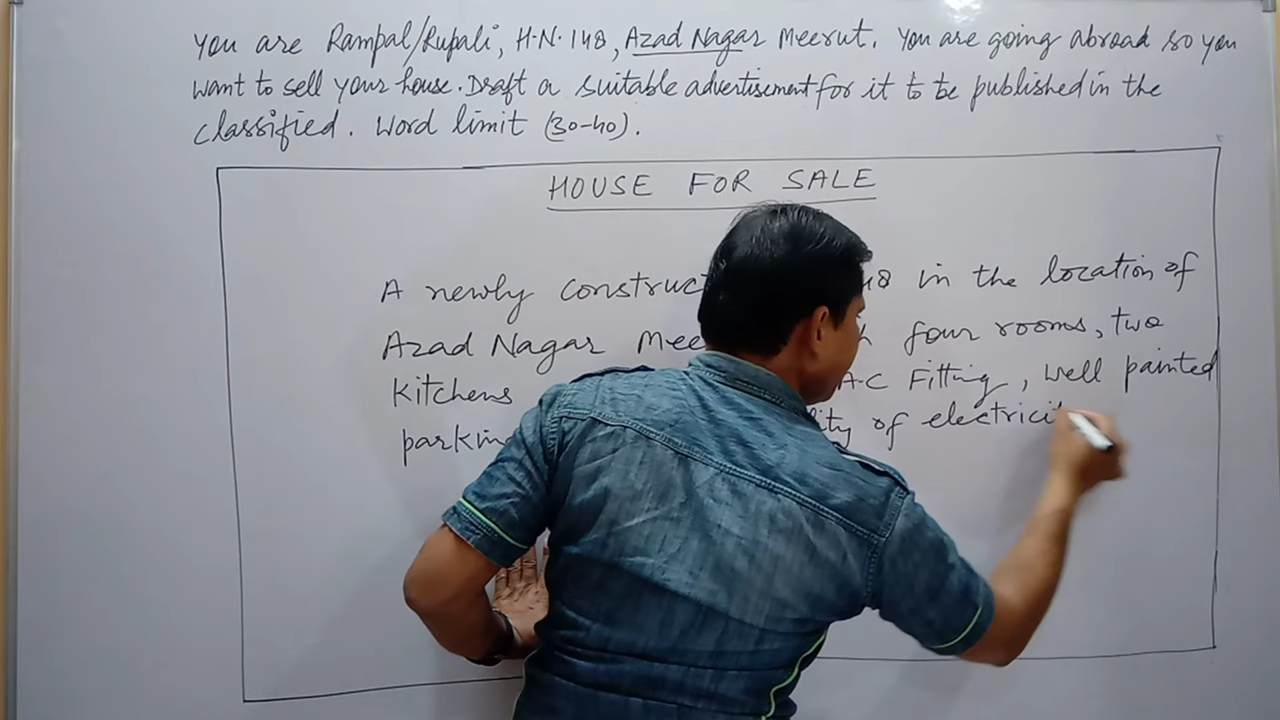 You are Rampal/Rupali, H.N. 148, Azad Nagar Meerut. You are going abroad so you
want to sell your house. Draft a suitable advertisement for it to be published in the
classified. Word limit (30-40).
HOUSE FOR SALE
A newly construct 48 in the location of
Azad Nagar Mee four rooms, two
Kitchens A.C Fitting, well painted
parkin lity of electrici